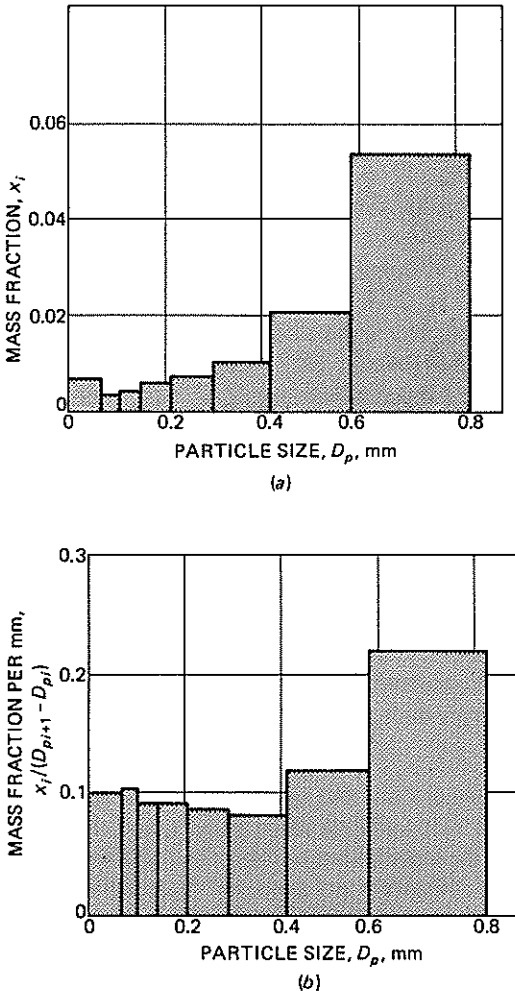 0.06
0.04
0.02
0
MASS FRACTION, x_i
0 0.2 0.4 0.6 0.8
PARTICLE SIZE, D_p, mm
(a)
0.3
0.2
0.1
0
MASS FRACTION PER mm,
x_i/(D_pi+1 − D_pi)
0 0.2 0.4 0.6 0.8
PARTICLE SIZE, D_p, mm
(b)